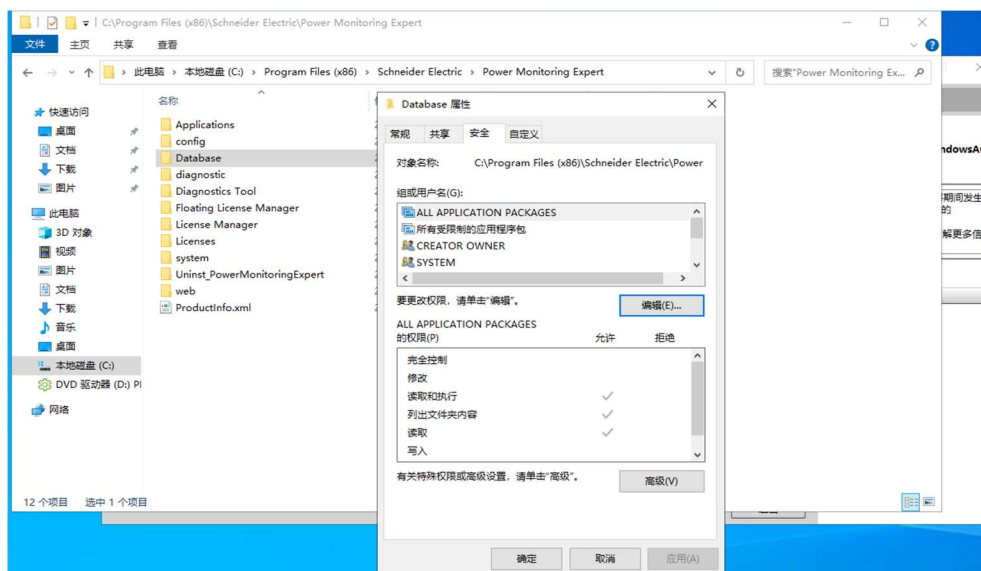 C:\Program Files (x86)\Schneider Electric\Power Monitoring Expert
文件 主页 共享 查看
此电脑 › 本地磁盘 (C:) › Program Files (x86) › Schneider Electric › Power Monitoring Expert
搜索"Power Monitoring Ex...
名称
快速访问
桌面
文档
下载
图片
此电脑
3D 对象
视频
图片
文档
下载
音乐
桌面
本地磁盘 (C:)
DVD 驱动器 (D:) Pl
网络
Applications
config
Database
diagnostic
Diagnostics Tool
Floating License Manager
License Manager
Licenses
system
Uninst_PowerMonitoringExpert
web
ProductInfo.xml
12 个项目 选中 1 个项目
Database 属性
常规 共享 安全 自定义
对象名称: C:\Program Files (x86)\Schneider Electric\Power
组或用户名(G):
ALL APPLICATION PACKAGES
所有受限制的应用程序包
CREATOR OWNER
SYSTEM
要更改权限，请单击"编辑"。
编辑(E)...
ALL APPLICATION PACKAGES
的权限(P) 允许 拒绝
完全控制
修改
读取和执行
列出文件夹内容
读取
写入
有关特殊权限或高级设置，请单击"高级"。
高级(V)
确定 取消 应用(A)
ndowsA
期间发生
的
解更多信